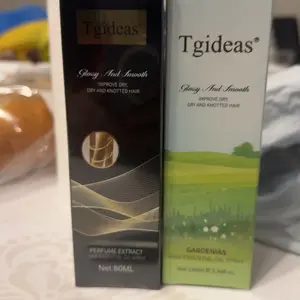 Tgideas
Glossy And Smooth
IMPROVE DRY,
DRY AND KNOTTED HAIR
PERFUME EXTRACT
Net 80ML
Tgideas®
Glossy And Smooth
IMPROVE DRY,
DRY AND KNOTTED HAIR
GARDENIAS